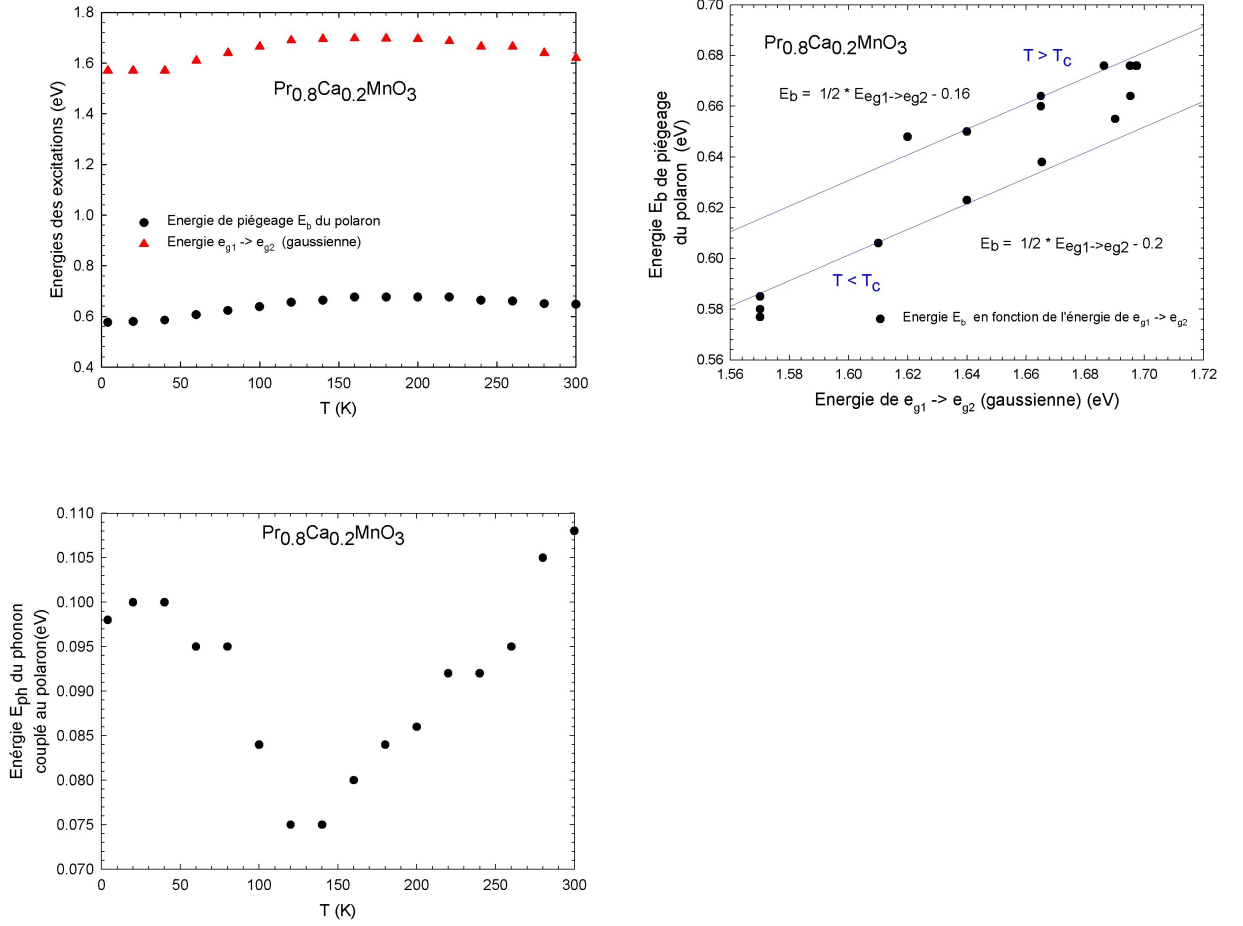 1.8
1.6
1.4
1.2
1.0
0.8
0.6
0.4
Energies des excitations (eV)
Pr0.8Ca0.2MnO3
Energie de piégeage Eb du polaron
Energie eg1 -> eg2 (gaussienne)
0 50 100 150 200 250 300
T (K)
0.70
0.68
0.66
0.64
0.62
0.60
0.58
0.56
Energie Eb de piégeage
du polaron (eV)
Pr0.8Ca0.2MnO3
T > Tc
Eb = 1/2 * Eeg1->eg2 - 0.16
Eb = 1/2 * Eeg1->eg2 - 0.2
T < Tc
Energie Eb en fonction de l'énergie de eg1 -> eg2
1.56 1.58 1.60 1.62 1.64 1.66 1.68 1.70 1.72
Energie de eg1 -> eg2 (gaussienne) (eV)
0.110
0.105
0.100
0.095
0.090
0.085
0.080
0.075
0.070
Enérgie Eph du phonon
couplé au polaron(eV)
Pr0.8Ca0.2MnO3
0 50 100 150 200 250 300
T (K)